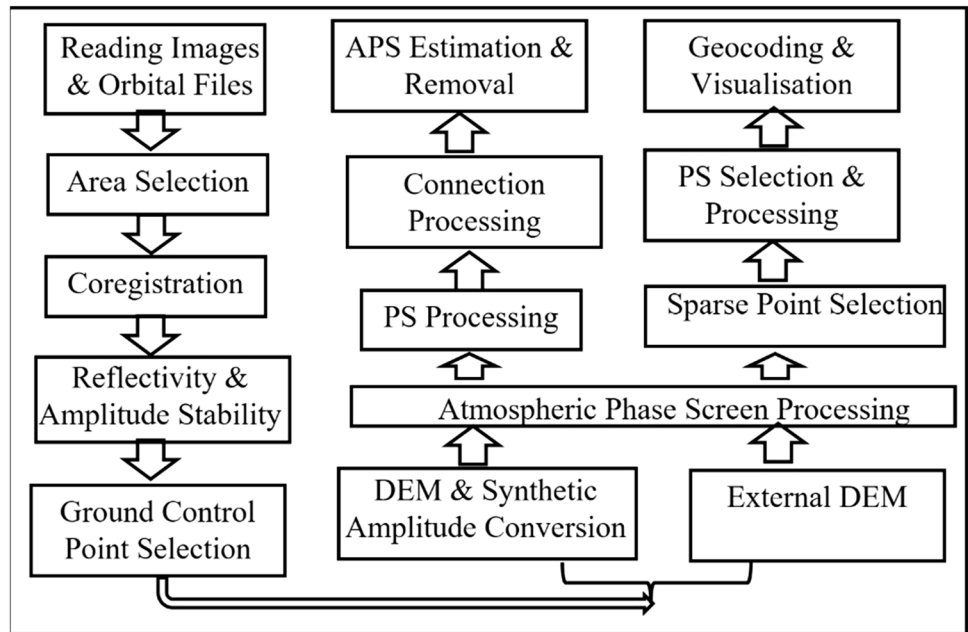 Reading Images
& Orbital Files
Area Selection
Coregistration
Reflectivity &
Amplitude Stability
Ground Control
Point Selection
APS Estimation &
Removal
Connection
Processing
PS Processing
Geocoding &
Visualisation
PS Selection &
Processing
Sparse Point Selection
Atmospheric Phase Screen Processing
DEM & Synthetic
Amplitude Conversion
External DEM